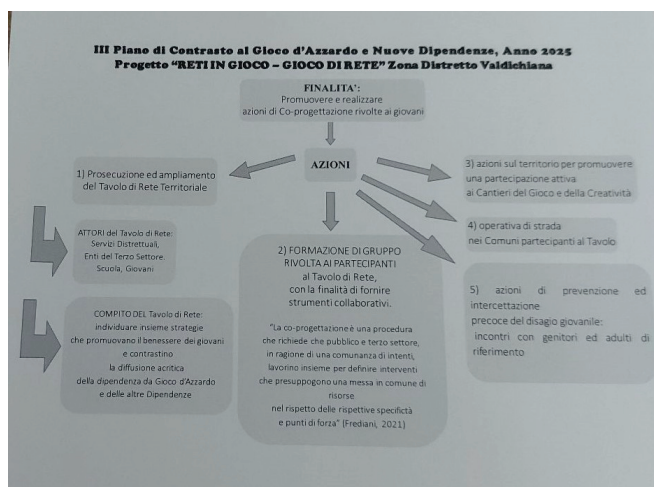 III Piano di Contrasto al Gioco d'Azzardo e Nuove Dipendenze, Anno 2025
Progetto "RETI IN GIOCO – GIOCO DI RETE" Zona Distretto Valdichiana
FINALITA':
Promuovere e realizzare
azioni di Co-progettazione rivolte ai giovani
AZIONI
1) Prosecuzione ed ampliamento
del Tavolo di Rete Territoriale
ATTORI del Tavolo di Rete:
Servizi Distrettuali,
Enti del Terzo Settore.
Scuola, Giovani
COMPITO DEL Tavolo di Rete:
individuare insieme strategie
che promuovano il benessere dei giovani
e contrastino
la diffusione acritica
della dipendenza da Gioco d'Azzardo
e delle altre Dipendenze
2) FORMAZIONE DI GRUPPO
RIVOLTA AI PARTECIPANTI
al Tavolo di Rete,
con la finalità di fornire
strumenti collaborativi.
"La co-progettazione è una procedura
che richiede che pubblico e terzo settore,
in ragione di una comunanza di intenti,
lavorino insieme per definire interventi
che presuppongono una messa in comune di
risorse
nel rispetto delle rispettive specificità
e punti di forza" (Frediani, 2021)
3) azioni sul territorio per promuovere
una partecipazione attiva
ai Cantieri del Gioco e della Creatività
4) operativa di strada
nei Comuni partecipanti al Tavolo
5) azioni di prevenzione ed
intercettazione
precoce del disagio giovanile:
incontri con genitori ed adulti di
riferimento